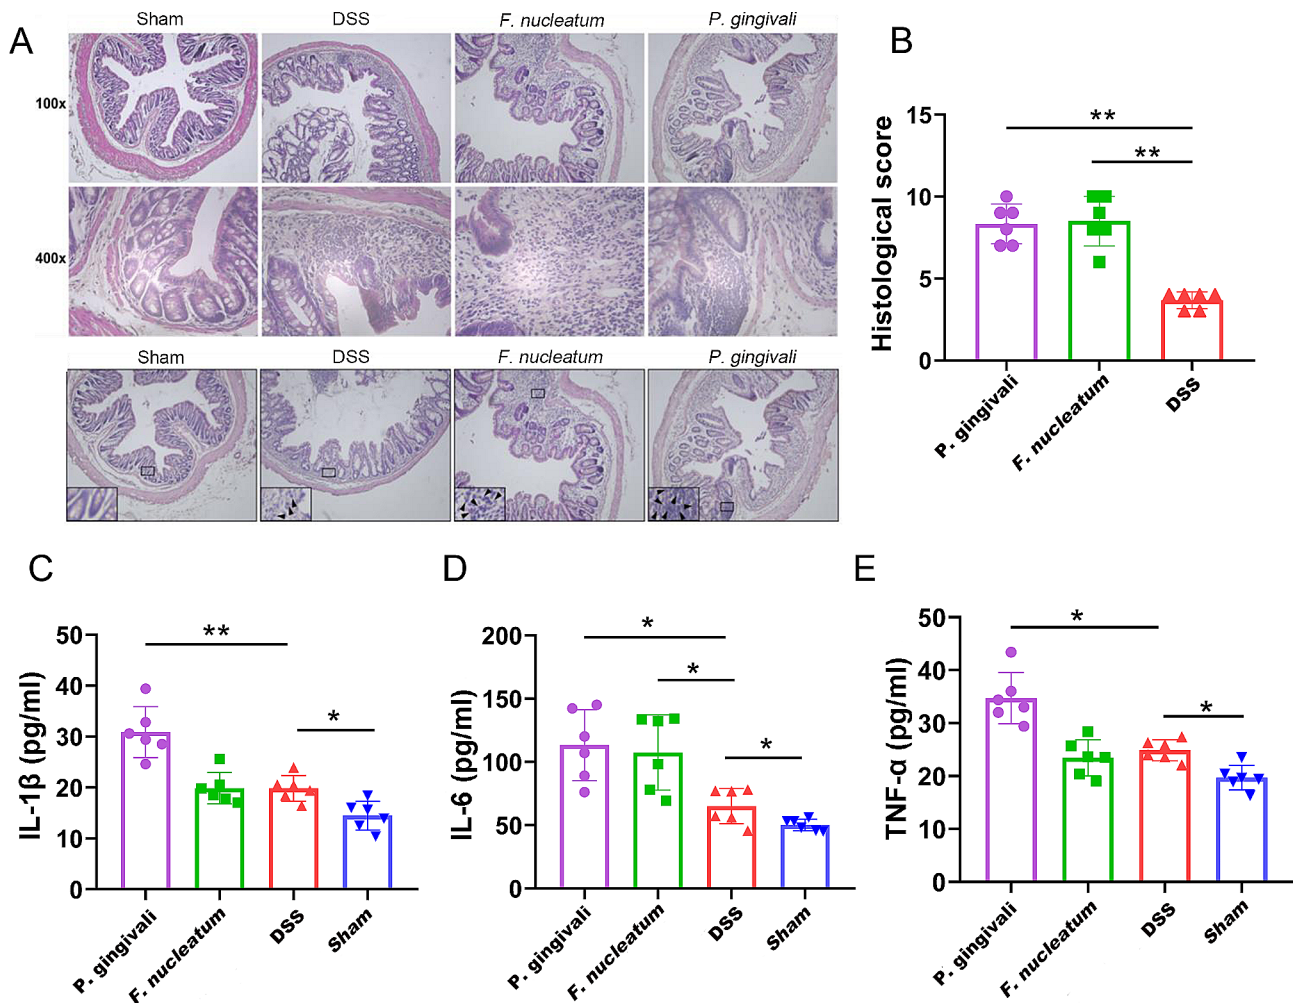 A
Sham DSS F. nucleatum P. gingivali
100x
400x
Sham DSS F. nucleatum P. gingivali
B
Histological score
15
10
5
0
**
**
P. gingivali
F. nucleatum
DSS
C
IL-1β (pg/ml)
50
40
30
20
10
0
**
*
P. gingivali
F. nucleatum
DSS
Sham
D
IL-6 (pg/ml)
200
150
100
50
0
*
*
*
P. gingivali
F. nucleatum
DSS
Sham
E
TNF-α (pg/ml)
50
40
30
20
10
0
*
*
P. gingivali
F. nucleatum
DSS
Sham